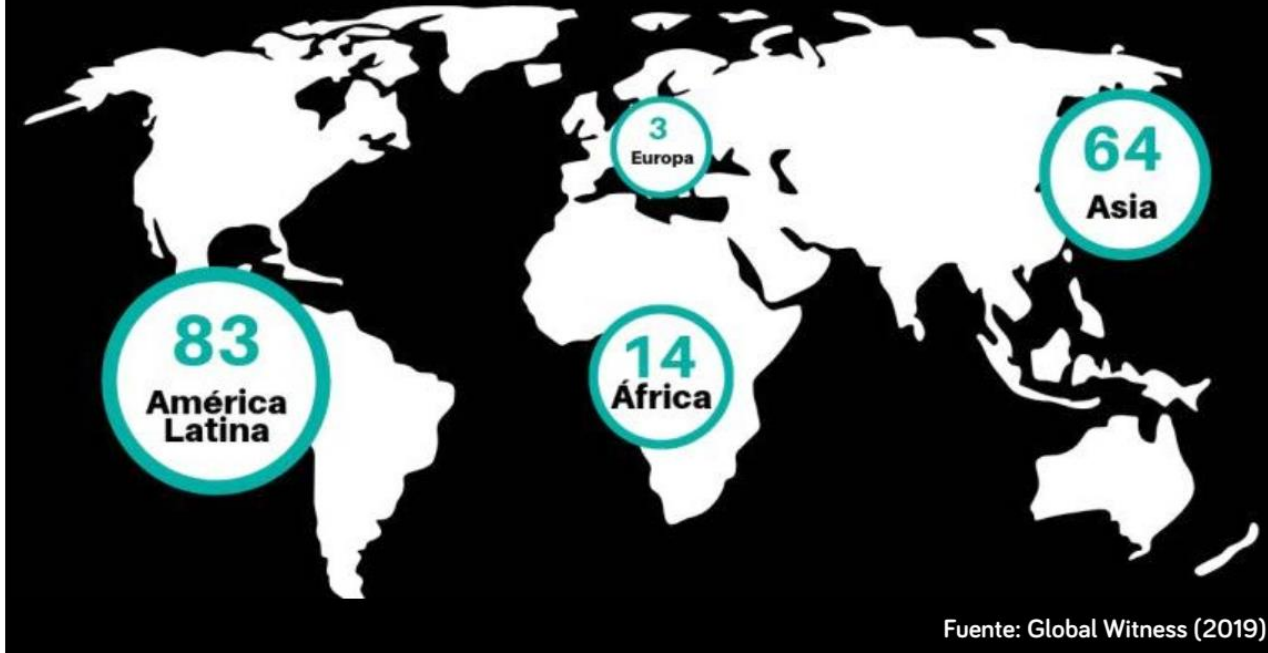 3
Europa
64
Asia
83
América
Latina
14
África
Fuente: Global Witness (2019)